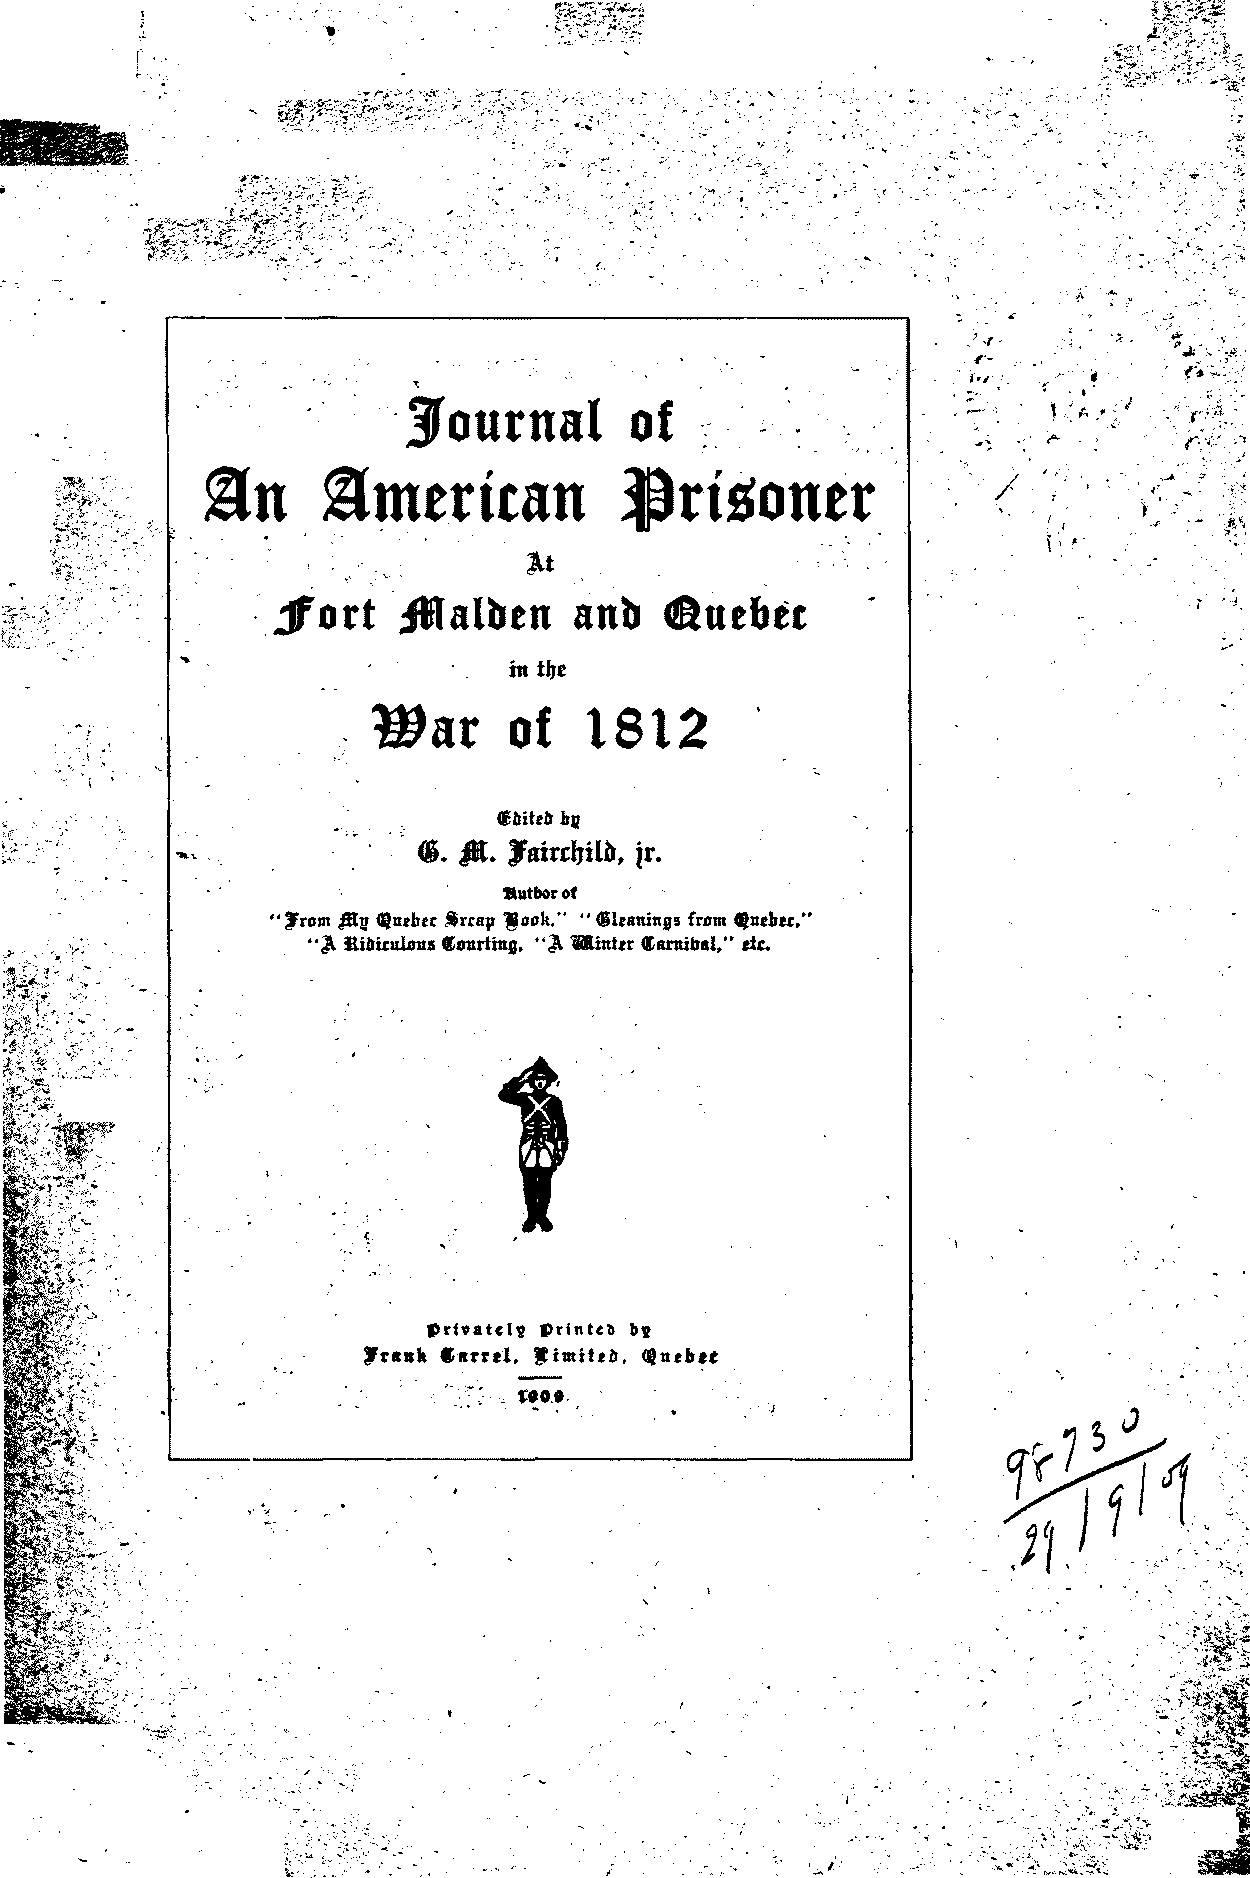 Journal of
An American Prisoner
At
Fort Malden and Quebec
in the
War of 1812
Edited by
G. M. Fairchild, jr.
Author of
"From My Quebec Srcap Book." "Gleanings from Quebec,"
"A Ridiculous Courting, "A Winter Carnival," etc.
Privately Printed by
Frank Carrel, Limited, Quebec
1909
98730
29/9/09